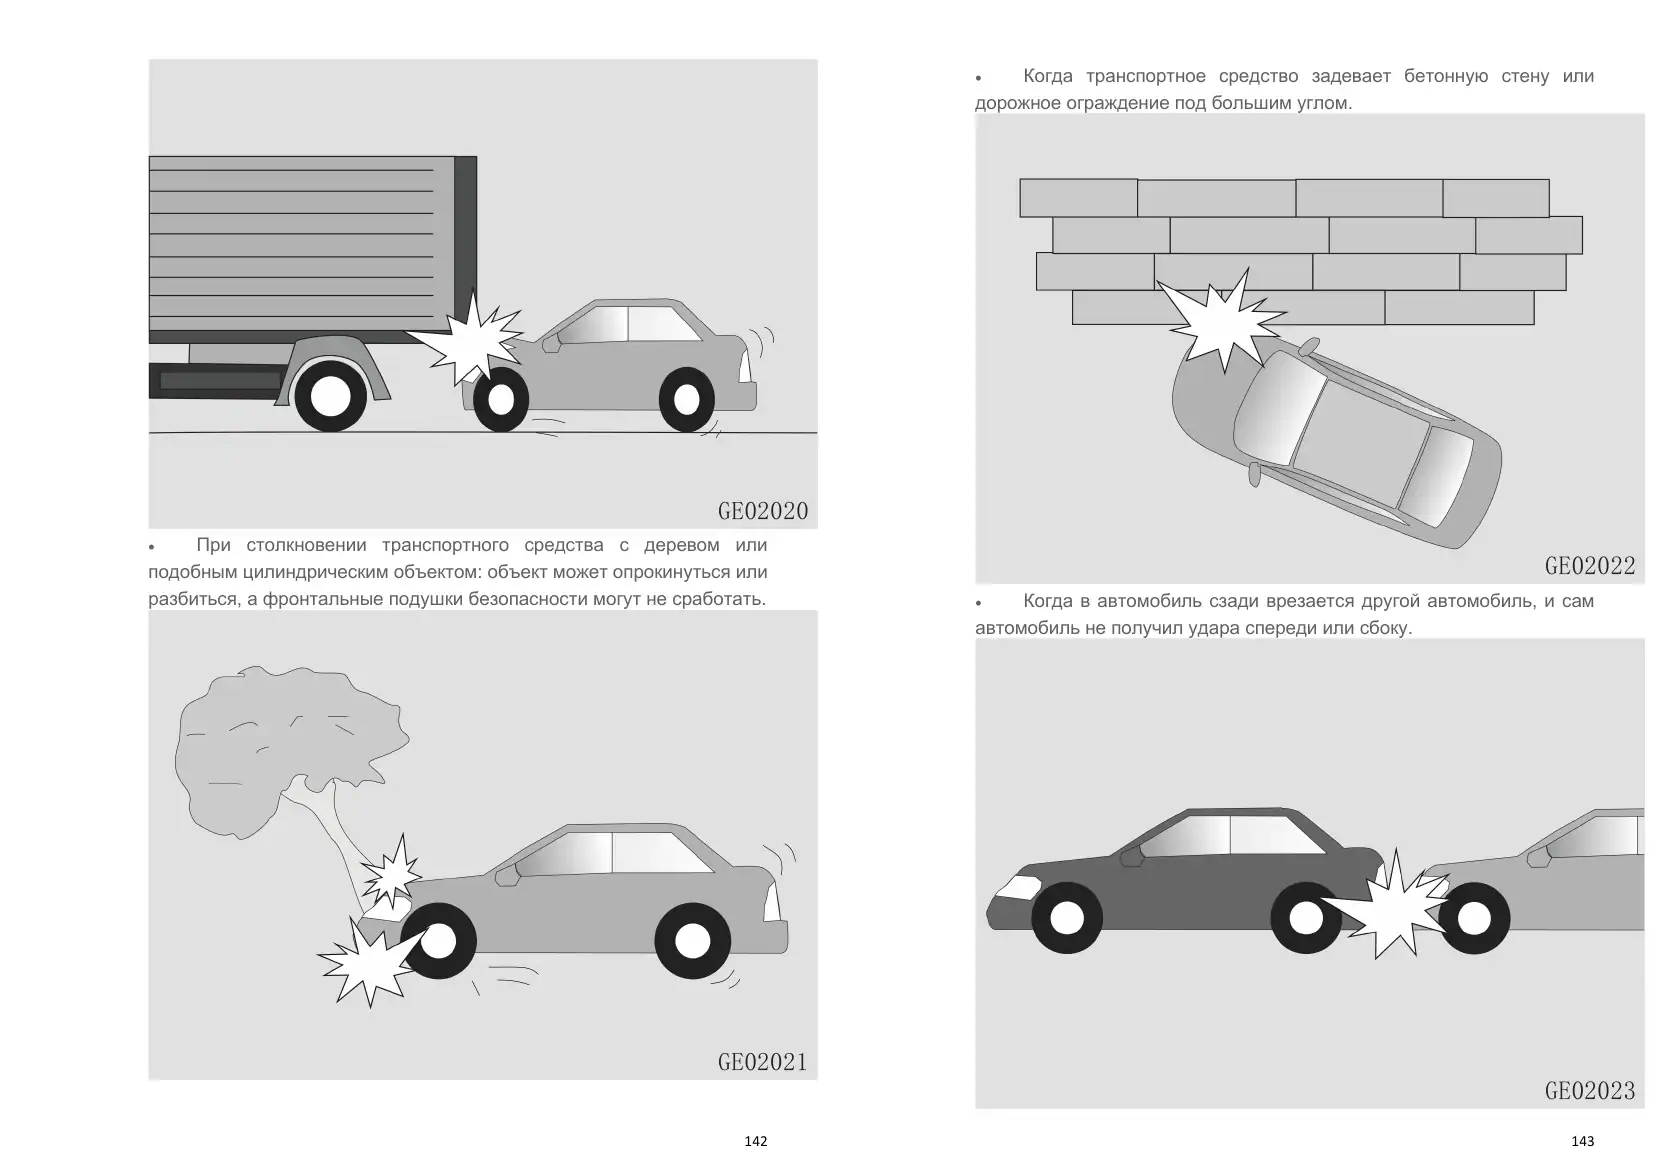 GE02020
• При столкновении транспортного средства с деревом или
подобным цилиндрическим объектом: объект может опрокинуться или
разбиться, а фронтальные подушки безопасности могут не сработать.
GE02021
142
• Когда транспортное средство задевает бетонную стену или
дорожное ограждение под большим углом.
GE02022
• Когда в автомобиль сзади врезается другой автомобиль, и сам
автомобиль не получил удара спереди или сбоку.
GE02023
143